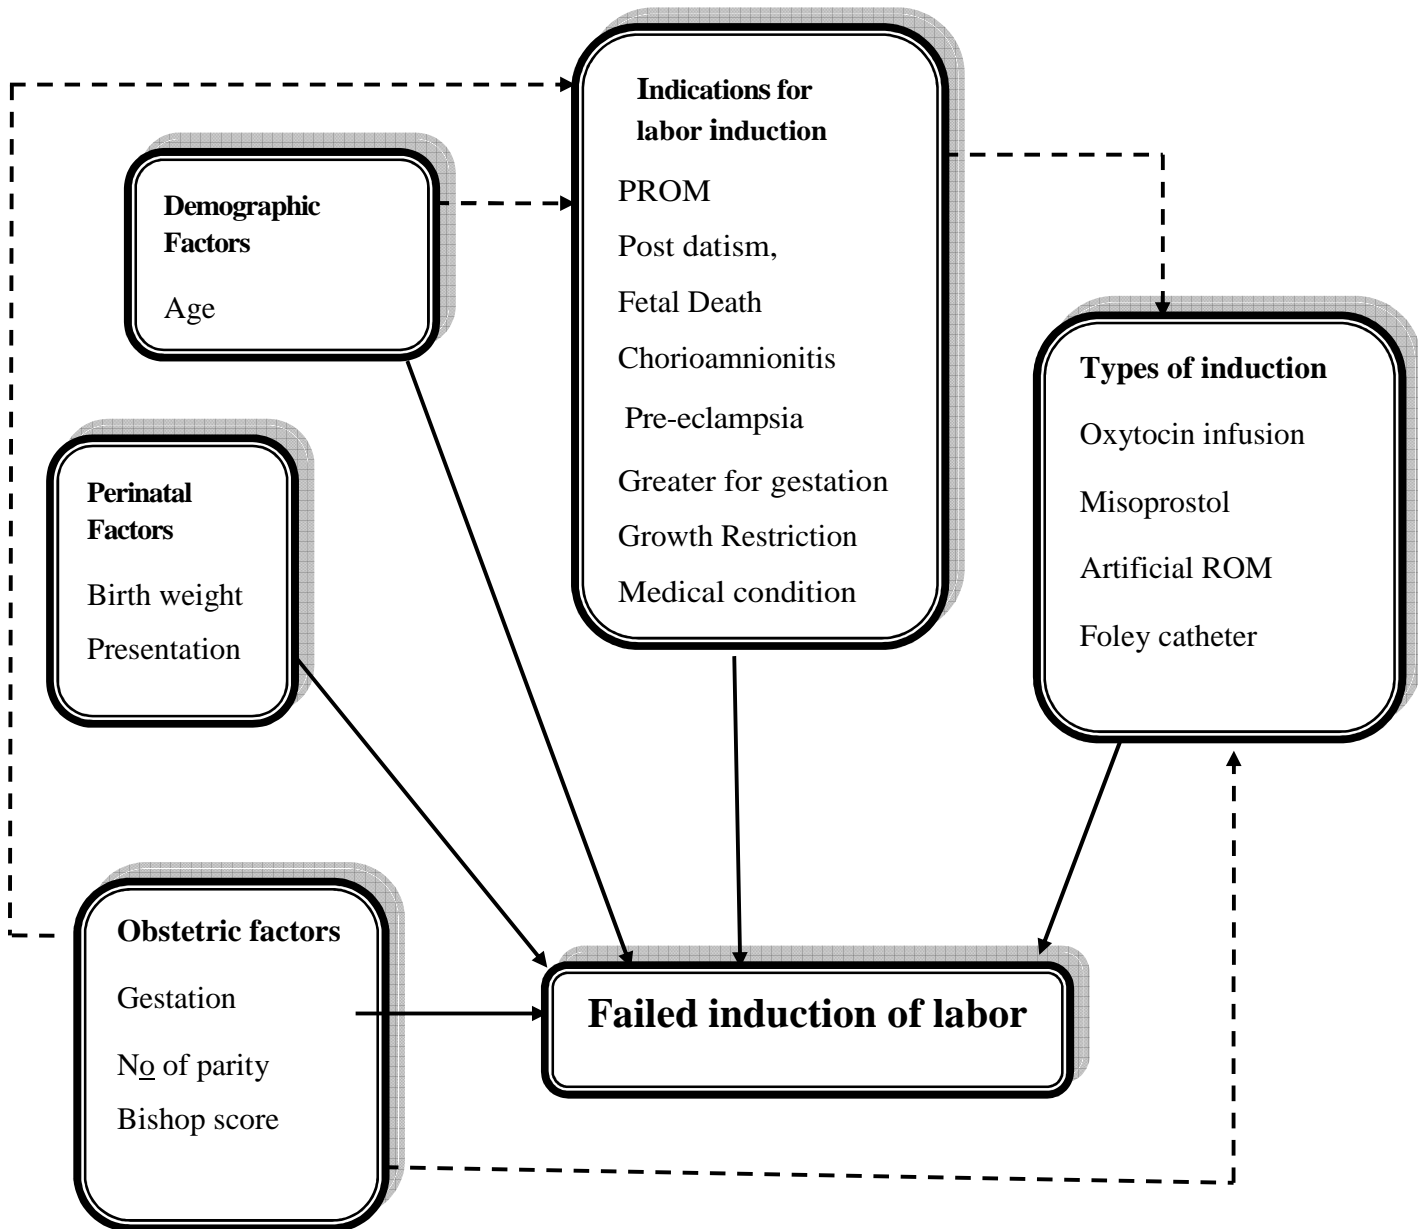 Indications for
labor induction
PROM
Post datism,
Fetal Death
Chorioamnionitis
Pre-eclampsia
Greater for gestation
Growth Restriction
Medical condition
Demographic
Factors
Age
Types of induction
Oxytocin infusion
Misoprostol
Artificial ROM
Foley catheter
Perinatal
Factors
Birth weight
Presentation
Obstetric factors
Gestation
No of parity
Bishop score
Failed induction of labor